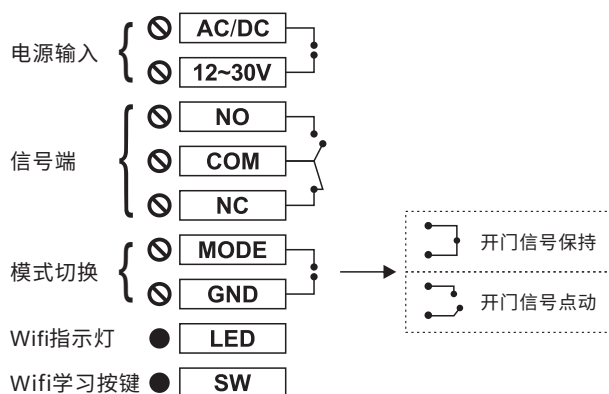 电源输入
AC/DC
12~30V
信号端
NO
COM
NC
模式切换
MODE
GND
开门信号保持
开门信号点动
Wifi指示灯
LED
Wifi学习按键
SW